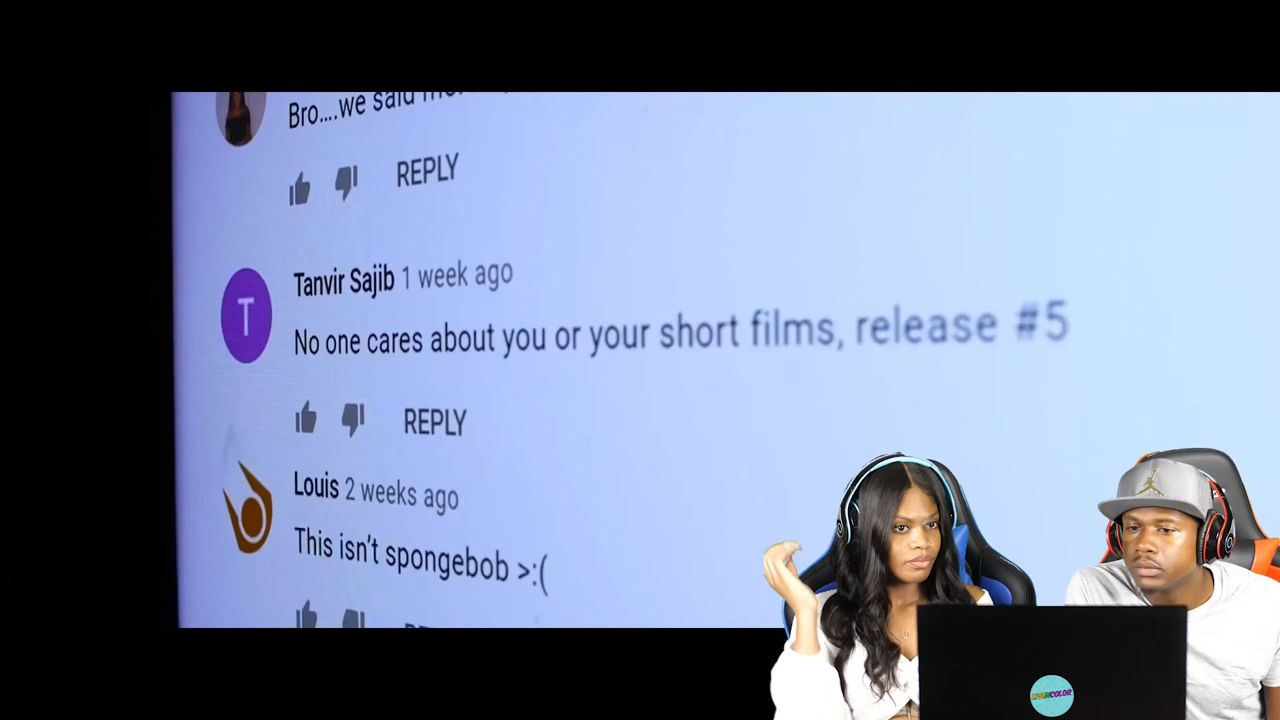 Bro....we said
REPLY
Tanvir Sajib 1 week ago
No one cares about you or your short films, release #5
REPLY
T
Louis 2 weeks ago
This isn't spongebob >:(